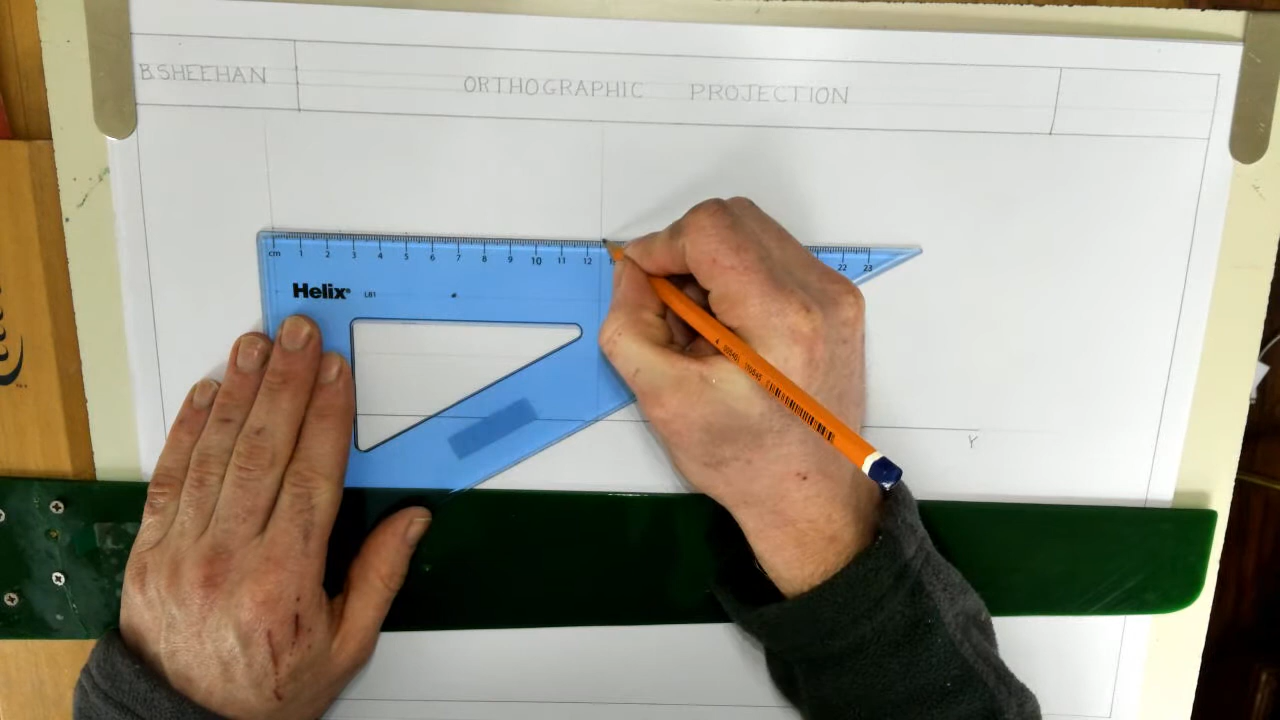 B.SHEEHAN
ORTHOGRAPHIC PROJECTION
cm 1 2 3 4 5 6 7 8 9 10 11 12 22 23
Helix® LB1
Y